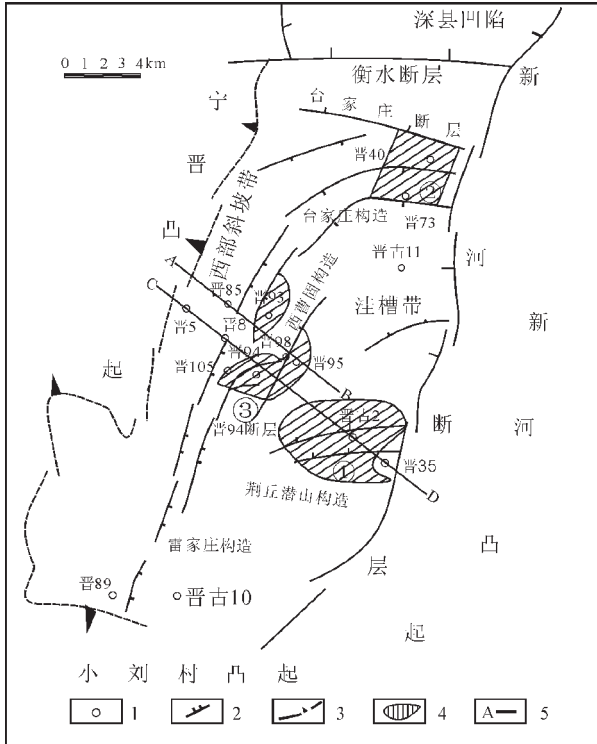 深县凹陷
0 1 2 3 4km
衡水断层
新河断层
新河凸起
宁晋凸起
台家庄断层
晋40
②
晋73
台家庄构造
西部斜坡带
晋古11
洼槽带
A
C
晋85
晋93
西曹固构造
晋5
晋8
晋98
晋94
晋95
晋105
B
③
晋94断层
晋古2
晋35
①
D
荆丘潜山构造
雷家庄构造
晋89
晋古10
小刘村凸起
1 2 3 4 A 5